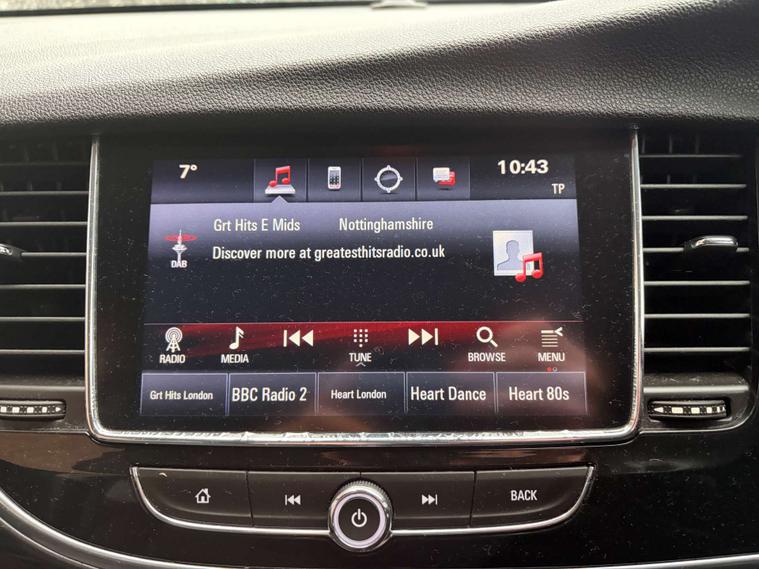 7°
10:43
TP
Grt Hits E Mids Nottinghamshire
Discover more at greatesthitsradio.co.uk
DAB
RADIO MEDIA TUNE BROWSE MENU
Grt Hits London BBC Radio 2 Heart London Heart Dance Heart 80s
BACK